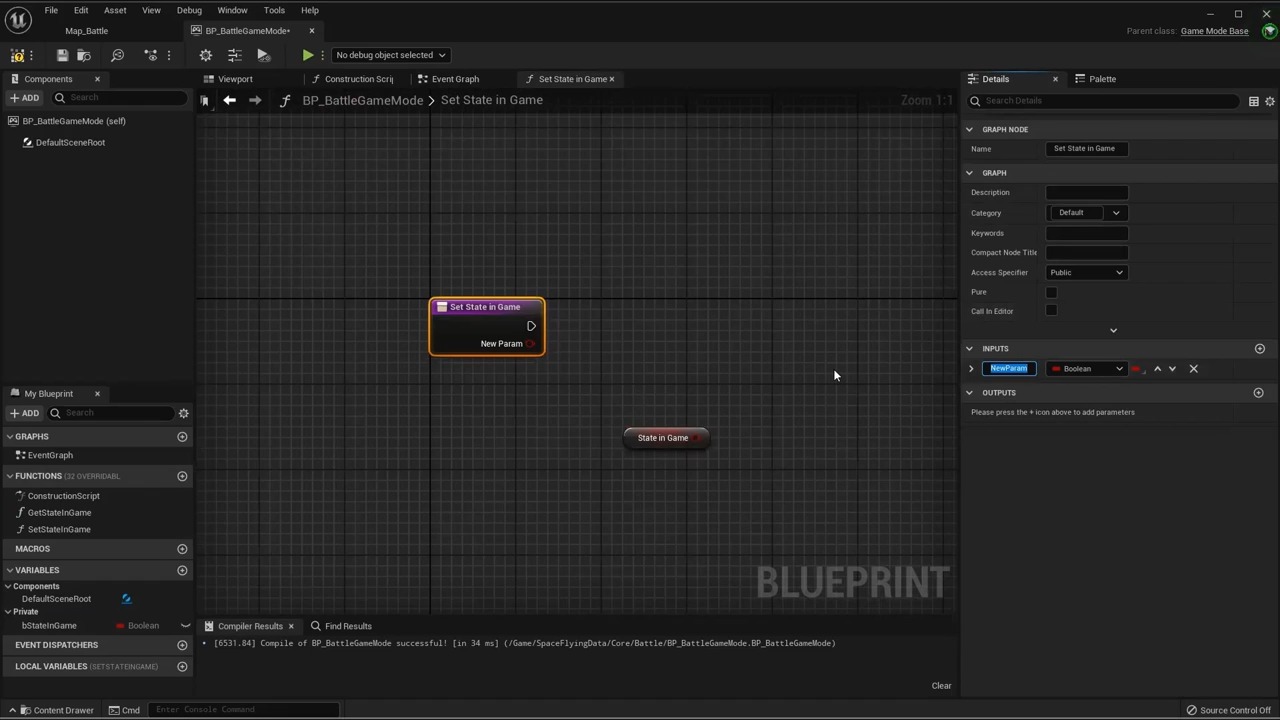 File Edit Asset View Debug Window Tools Help
Map_Battle
BP_BattleGameMode•
Parent class: Game Mode Base
No debug object selected
Components
Viewport
Construction Scrip
Event Graph
Set State in Game
Details
Palette
ADD
Search
BP_BattleGameMode > Set State in Game
Zoom 1:1
Search Details
BP_BattleGameMode (self)
DefaultSceneRoot
GRAPH NODE
Name Set State in Game
GRAPH
Description
Category Default
Keywords
Compact Node Title
Access Specifier Public
Pure
Call In Editor
Set State in Game
New Param
INPUTS
NewParam Boolean
OUTPUTS
Please press the + icon above to add parameters
State in Game
My Blueprint
ADD
Search
GRAPHS
EventGraph
FUNCTIONS (32 OVERRIDABL
ConstructionScript
GetStateInGame
SetStateInGame
MACROS
VARIABLES
Components
DefaultSceneRoot
Private
bStateInGame Boolean
EVENT DISPATCHERS
LOCAL VARIABLES (SETSTATEINGAME)
BLUEPRINT
Compiler Results
Find Results
[6531.84] Compile of BP_BattleGameMode successful! [in 34 ms] (/Game/SpaceFlyingData/Core/Battle/BP_BattleGameMode.BP_BattleGameMode)
Clear
Content Drawer
Cmd
Enter Console Command
Source Control Off